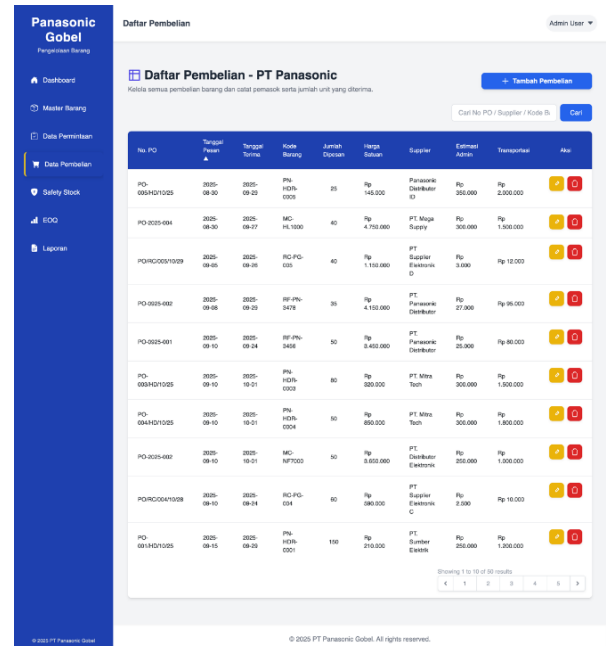 Panasonic
Gobel
Pengelolaan Barang
Dashboard
Master Barang
Data Permintaan
Data Pembelian
Safety Stock
EOQ
Laporan
© 2025 PT Panasonic Gobel
Daftar Pembelian
Admin User ▼
Daftar Pembelian - PT Panasonic
Kelola semua pembelian barang dan catat pemasok serta jumlah unit yang diterima.
+ Tambah Pembelian
Cari No PO / Supplier / Kode B
Cari
No. PO Tanggal Pesan ▲ Tanggal Terima Kode Barang Jumlah Dipesan Harga Satuan Supplier Estimasi Admin Transportasi Aksi
PO-005/HD/10/25 2025-08-30 2025-09-29 PN-HDR-0005 25 Rp 145.000 Panasonic Distributor ID Rp 350.000 Rp 2.000.000
PO-2025-004 2025-08-30 2025-09-27 MC-HL1000 40 Rp 4.750.000 PT. Mega Supply Rp 300.000 Rp 1.500.000
PO/RC/005/10/29 2025-09-05 2025-09-26 RC-PG-035 40 Rp 1.150.000 PT Supplier Elektronik D Rp 3.000 Rp 12.000
PO-0925-002 2025-09-08 2025-09-25 RF-PN-3478 35 Rp 4.150.000 PT. Panasonic Distributor Rp 27.000 Rp 95.000
PO-0925-001 2025-09-10 2025-09-24 RF-PN-3456 50 Rp 3.450.000 PT. Panasonic Distributor Rp 25.000 Rp 80.000
PO-003/HD/10/25 2025-09-10 2025-10-01 PN-HDR-0003 80 Rp 320.000 PT. Mitra Tech Rp 300.000 Rp 1.500.000
PO-004/HD/10/25 2025-09-10 2025-10-01 PN-HDR-0004 50 Rp 650.000 PT. Mitra Tech Rp 300.000 Rp 1.800.000
PO-2025-002 2025-09-10 2025-10-01 MC-NF7000 50 Rp 3.650.000 PT. Distributor Elektronik Rp 250.000 Rp 1.000.000
PO/RC/004/10/28 2025-09-10 2025-09-24 RC-PG-034 60 Rp 580.000 PT Supplier Elektronik C Rp 2.500 Rp 10.000
PO-001/HD/10/25 2025-09-15 2025-09-29 PN-HDR-0001 150 Rp 210.000 PT. Sumber Elektrik Rp 250.000 Rp 1.200.000
Showing 1 to 10 of 50 results
‹ 1 2 3 4 5 ›
© 2025 PT Panasonic Gobel. All rights reserved.